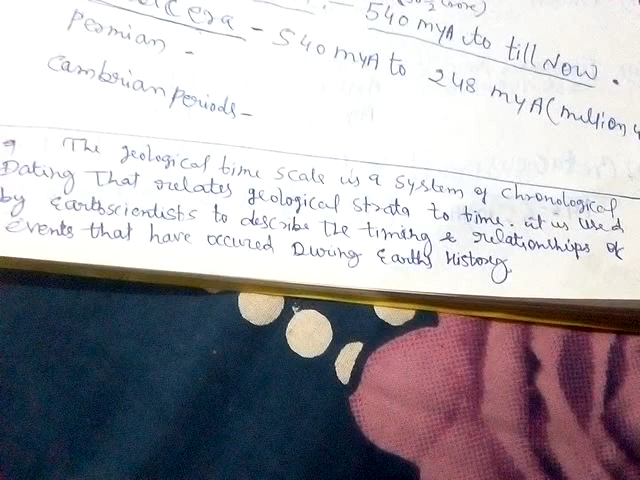 540 myA to till Now.
era - 540 myA to 248 myA (million
Permian -
Cambrian periods -
The geological time scale is a system of chronological
Dating That relates geological strata to time. it is used
by Earthscientists to describe the timing & relationships of
Events that have occured During Earths History.